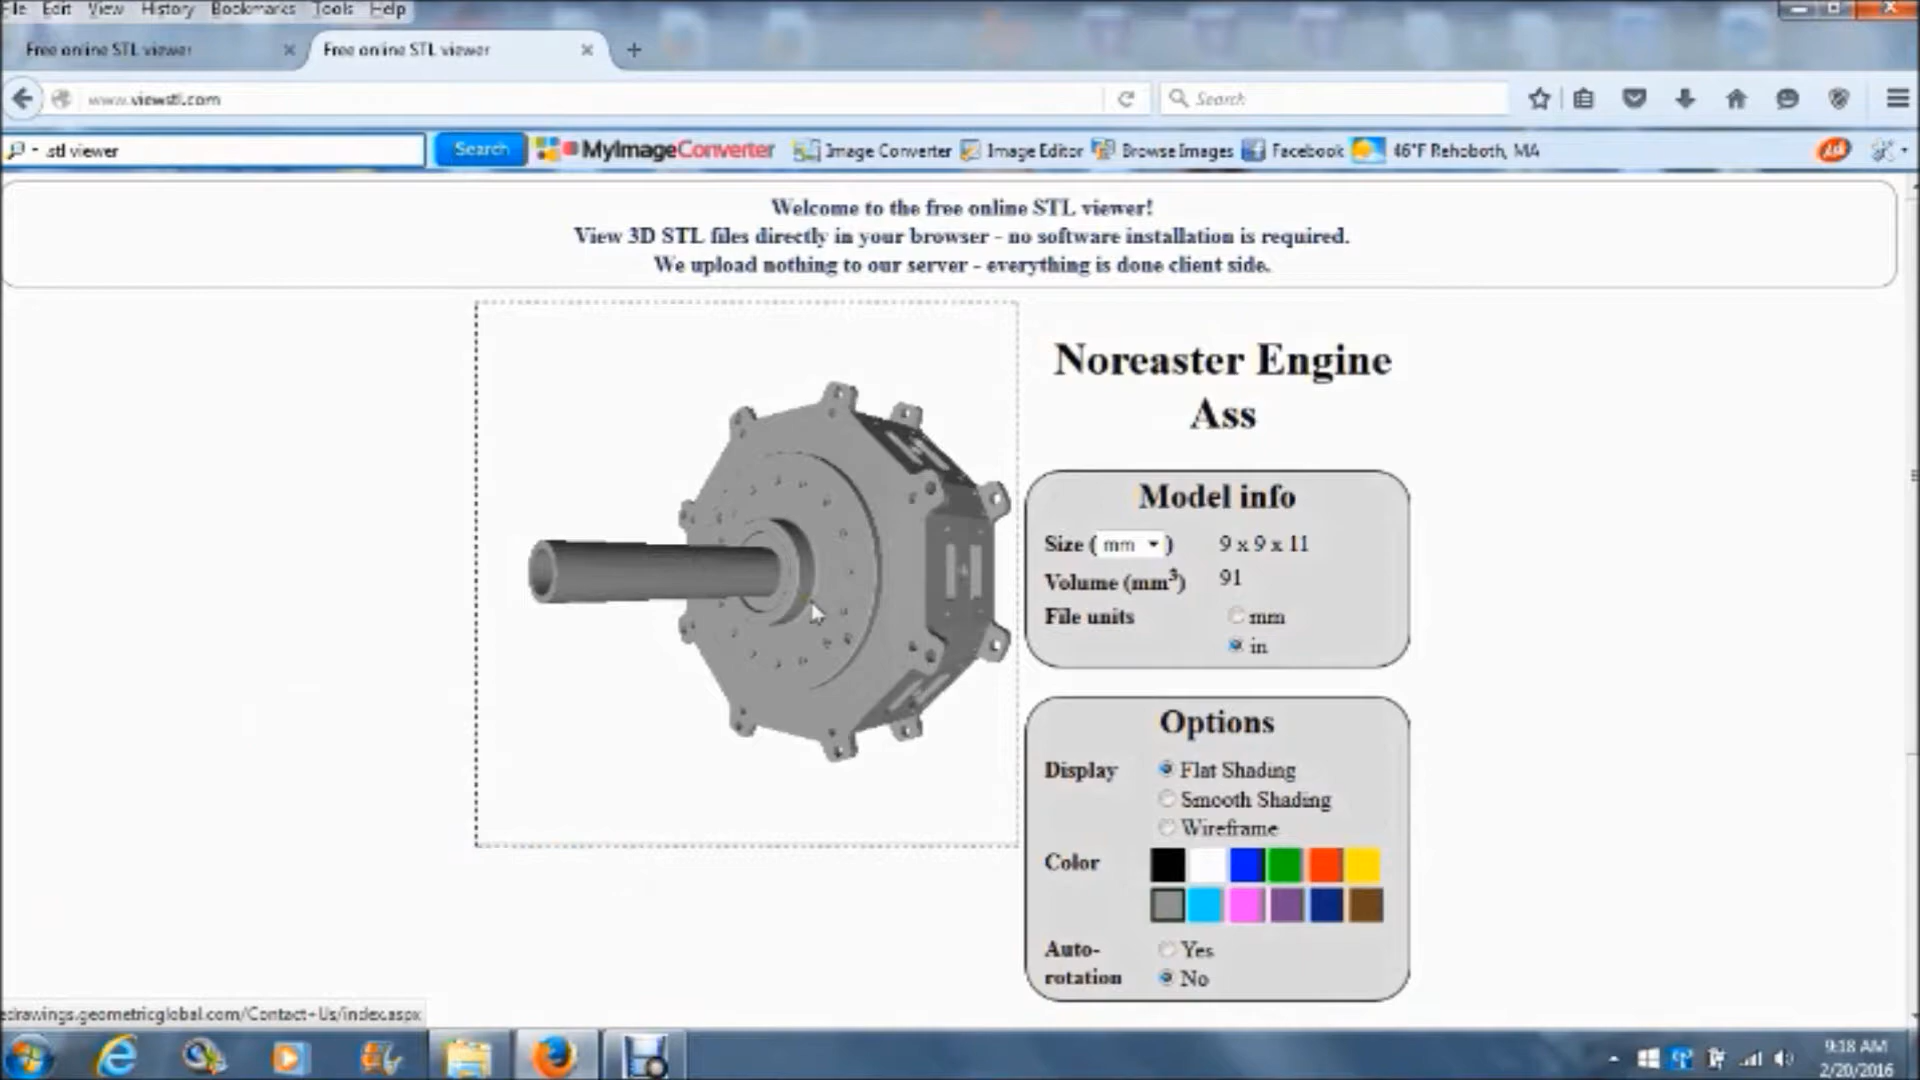 File Edit View History Bookmarks Tools Help
Free online STL viewer
Free online STL viewer
www.viewstl.com
Search
stl viewer
Search
MyImageConverter
Image Converter
Image Editor
Browse Images
Facebook
46°F Rehoboth, MA
Welcome to the free online STL viewer!
View 3D STL files directly in your browser - no software installation is required.
We upload nothing to our server - everything is done client side.
Noreaster Engine
Ass
Model info
Size ( mm ) 9 x 9 x 11
Volume (mm³) 91
File units mm
in
Options
Display Flat Shading
Smooth Shading
Wireframe
Color
Auto- Yes
rotation No
edrawings.geometricglobal.com/Contact+Us/index.aspx
9:18 AM
2/20/2016